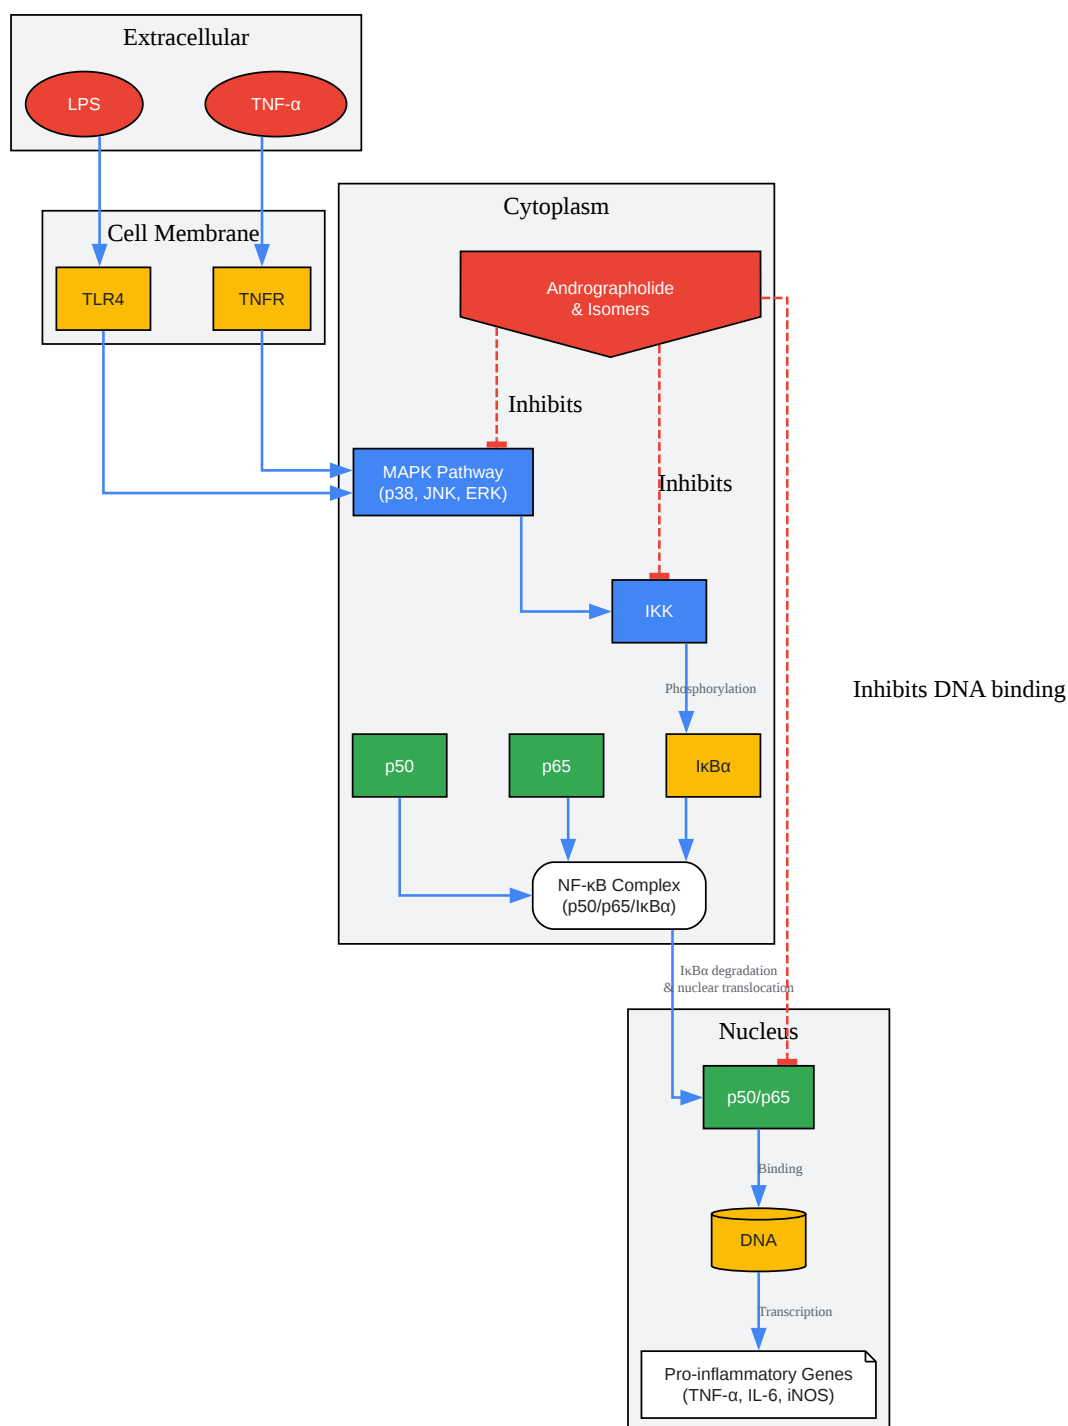 Extracellular
LPS
TNF-α
Cell Membrane
TLR4
TNFR
Cytoplasm
Andrographolide
& Isomers
Inhibits
MAPK Pathway
(p38, JNK, ERK)
Inhibits
IKK
Phosphorylation
Inhibits DNA binding
p50
p65
IκBα
NF-κB Complex
(p50/p65/IκBα)
IκBα degradation
& nuclear translocation
Nucleus
p50/p65
Binding
DNA
Transcription
Pro-inflammatory Genes
(TNF-α, IL-6, iNOS)